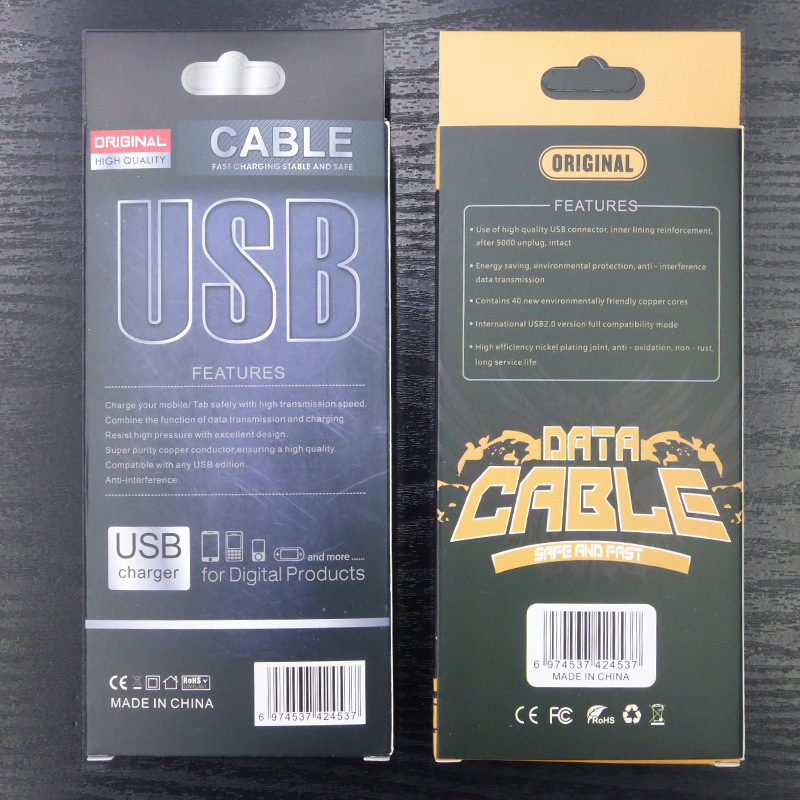 ORIGINAL
HIGH QUALITY
CABLE
FAST CHARGING STABLE AND SAFE
USB
FEATURES
Charge your mobile/ Tab safely with high transmission speed.
Combine the function of data transmission and charging.
Resist high pressure with excellent design.
Super purity copper conductor,ensuring a high quality.
Compatible with any USB edition.
Anti-interference.
USB
charger
and more ......
for Digital Products
CE RoHS
MADE IN CHINA
6 974537 424537
ORIGINAL
FEATURES
• Use of high quality USB connector, inner lining reinforcement,
after 5000 unplug, intact
• Energy saving, environmental protection, anti - interference
data transmission
• Contains 40 new environmentally friendly copper cores
• International USB2.0 version full compatibility mode
• High efficiency nickel plating joint, anti - oxidation, non - rust,
long service life
DATA
CABLE
SAFE AND FAST
6 974537 424537
MADE IN CHINA
CE FC RoHS